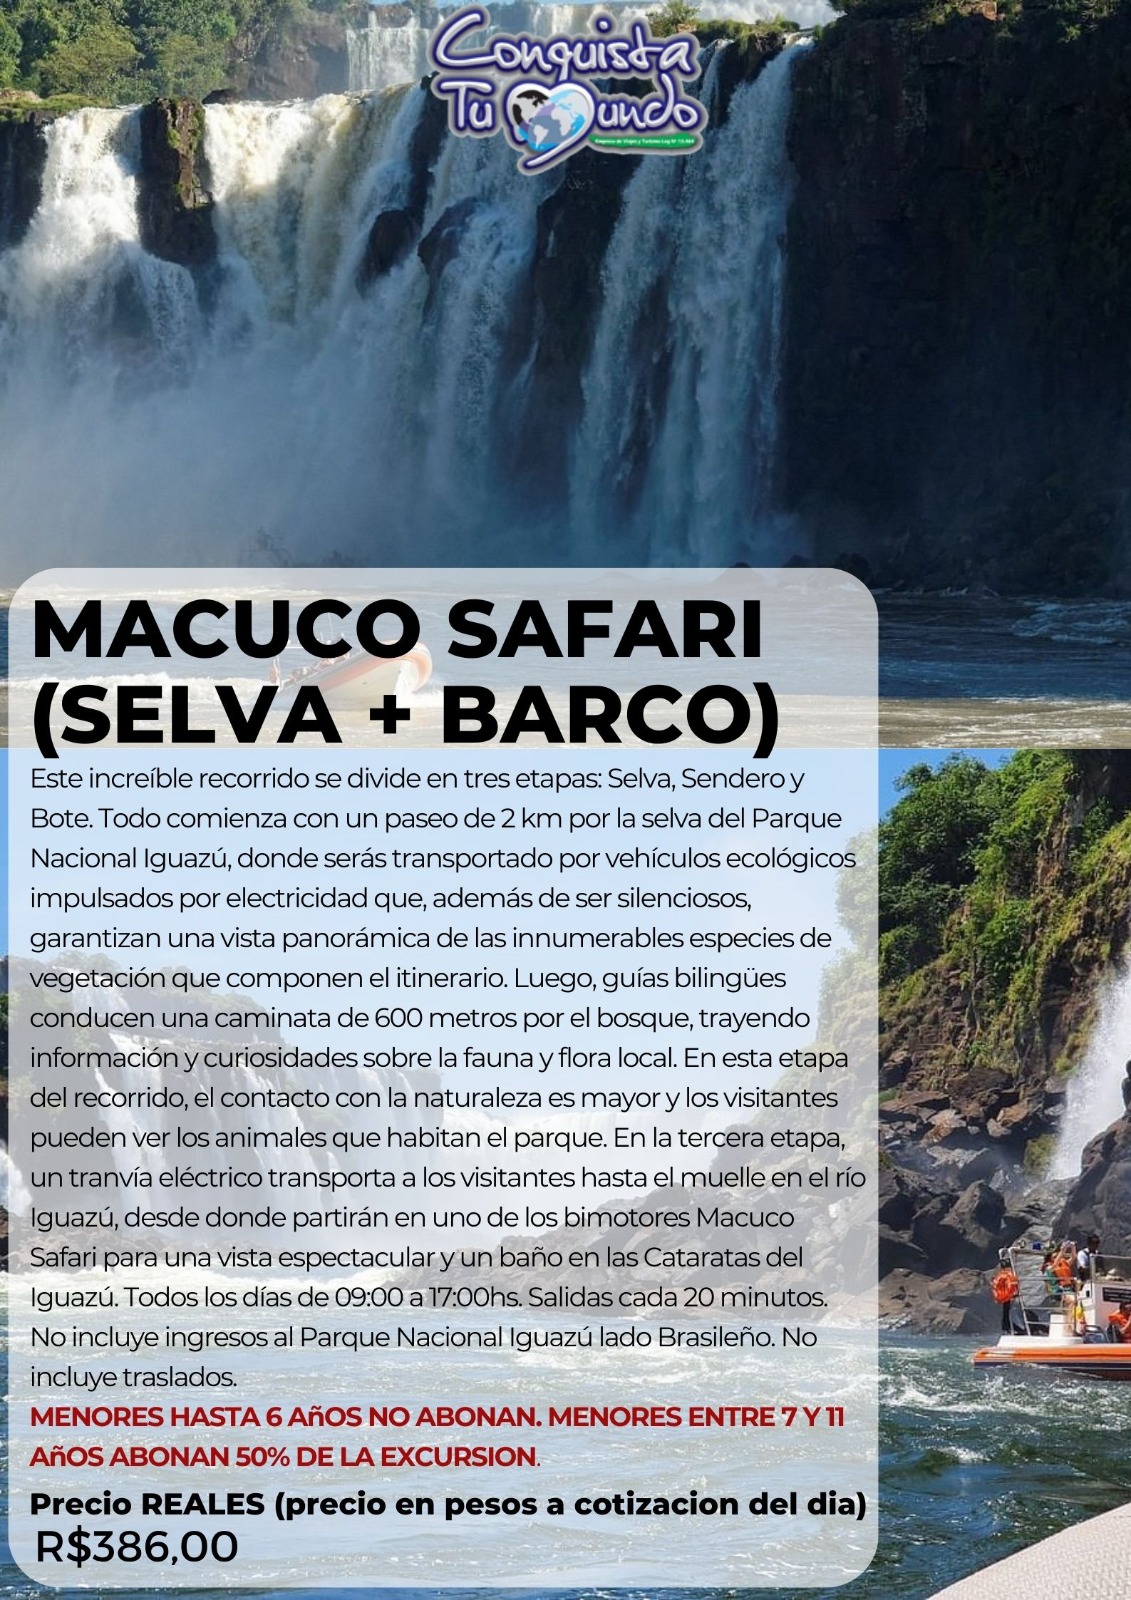 Conquista
Tu Mundo
Empresa de Viajes y Turismo Leg Nº
MACUCO SAFARI
(SELVA + BARCO)
Este increíble recorrido se divide en tres etapas: Selva, Sendero y
Bote. Todo comienza con un paseo de 2 km por la selva del Parque
Nacional Iguazú, donde serás transportado por vehículos ecológicos
impulsados por electricidad que, además de ser silenciosos,
garantizan una vista panorámica de las innumerables especies de
vegetación que componen el itinerario. Luego, guías bilingües
conducen una caminata de 600 metros por el bosque, trayendo
información y curiosidades sobre la fauna y flora local. En esta etapa
del recorrido, el contacto con la naturaleza es mayor y los visitantes
pueden ver los animales que habitan el parque. En la tercera etapa,
un tranvía eléctrico transporta a los visitantes hasta el muelle en el río
Iguazú, desde donde partirán en uno de los bimotores Macuco
Safari para una vista espectacular y un baño en las Cataratas del
Iguazú. Todos los días de 09:00 a 17:00hs. Salidas cada 20 minutos.
No incluye ingresos al Parque Nacional Iguazú lado Brasileño. No
incluye traslados.
MENORES HASTA 6 AñOS NO ABONAN. MENORES ENTRE 7 Y 11
AñOS ABONAN 50% DE LA EXCURSION.
Precio REALES (precio en pesos a cotizacion del dia)
R$386,00